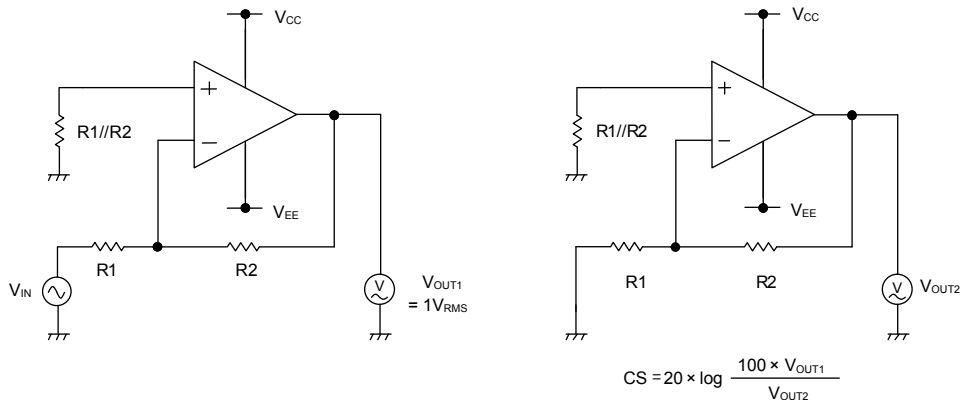 VCC
+
R1//R2
−
VEE
R1
R2
VIN
V
VOUT1
= 1VRMS
VCC
+
R1//R2
−
VEE
R1
R2
V
VOUT2
CS = 20 × log 100 × VOUT1
VOUT2